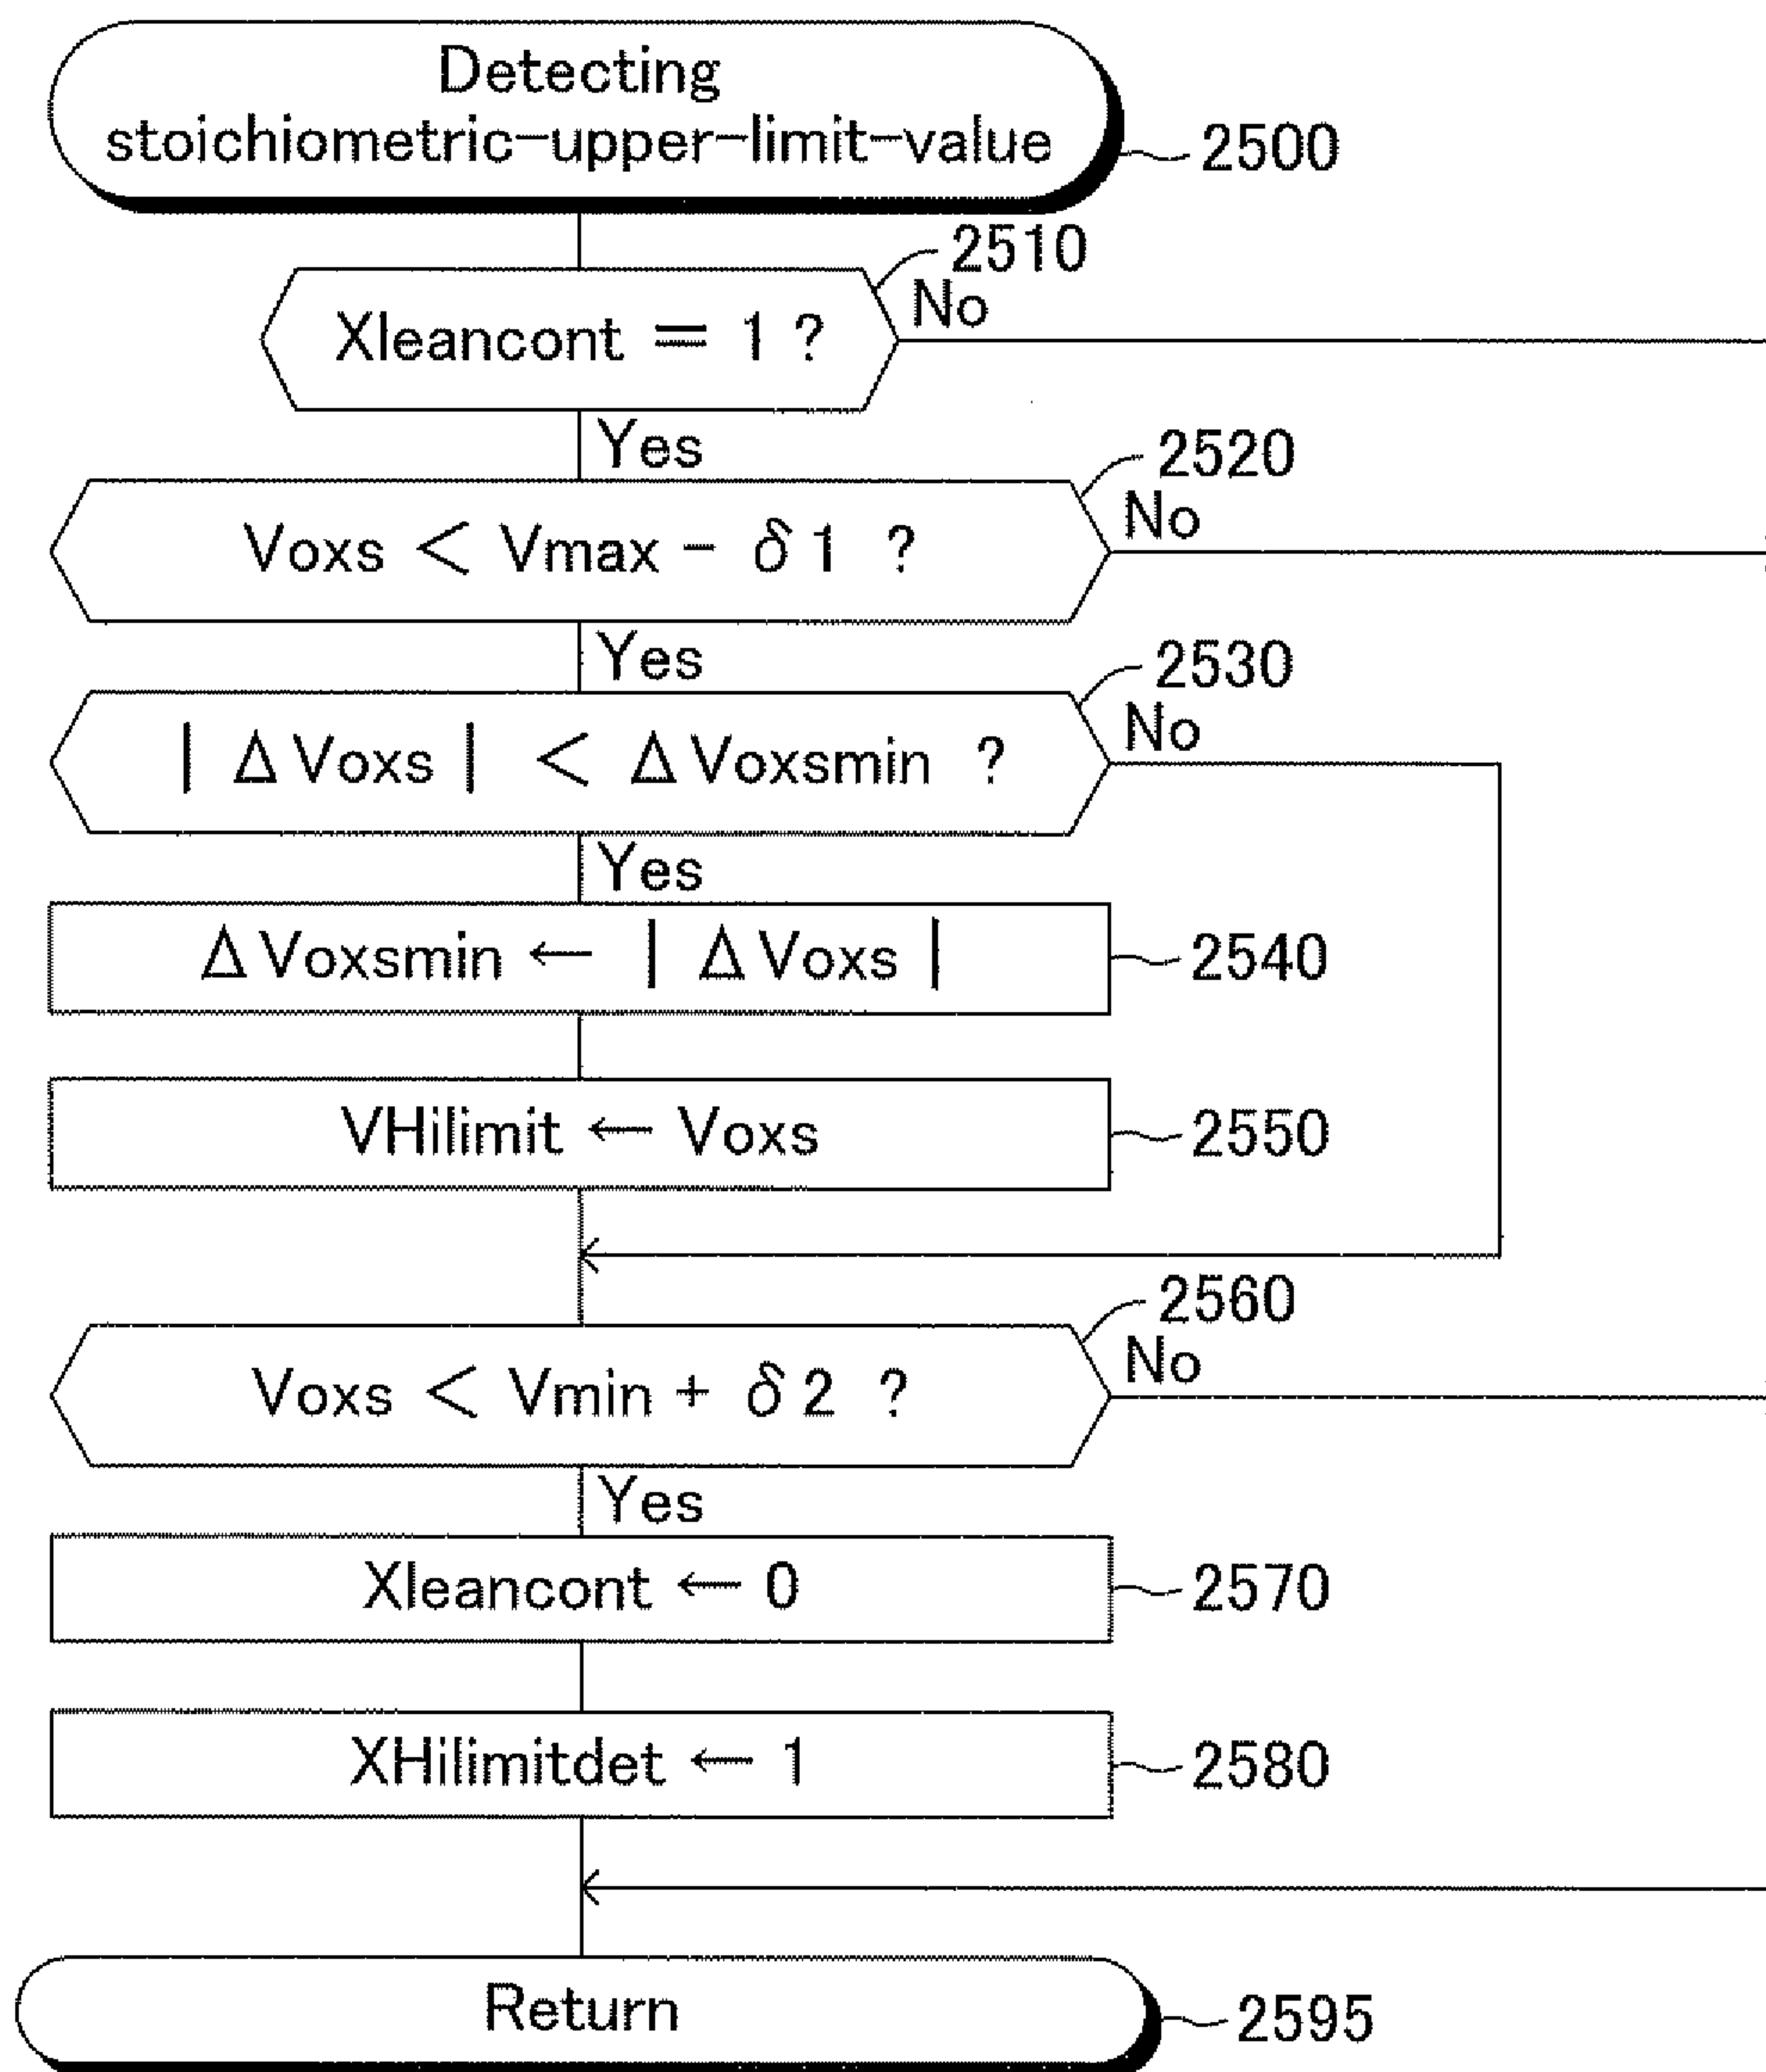 Detecting
stoichiometric-upper-limit-value
2500
2510
Xleancont = 1 ?
No
Yes
2520
Voxs < Vmax - δ1 ?
No
Yes
2530
| ΔVoxs | < ΔVoxsmin ?
No
Yes
ΔVoxsmin ← | ΔVoxs |
2540
VHilimit ← Voxs
2550
2560
Voxs < Vmin + δ2 ?
No
Yes
Xleancont ← 0
2570
XHilimitdet ← 1
2580
Return
2595